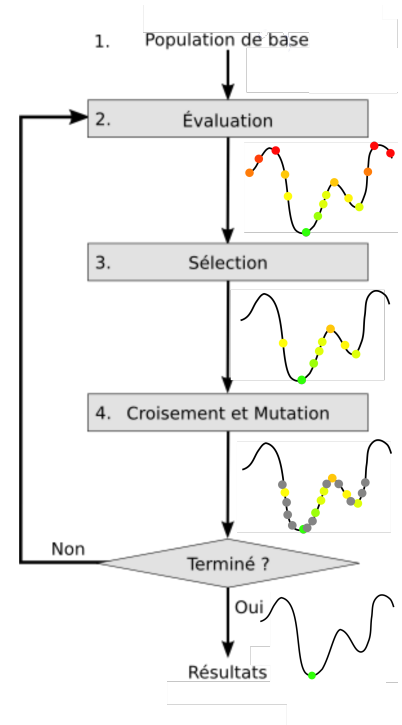 1. Population de base
2. Évaluation
3. Sélection
4. Croisement et Mutation
Terminé ?
Non
Oui
Résultats